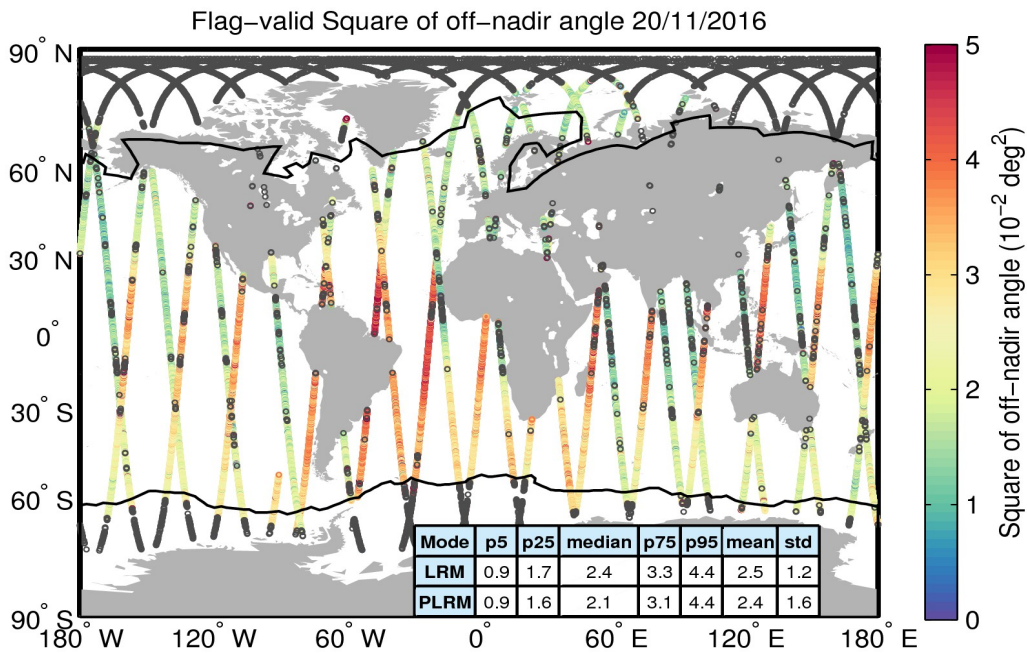 Flag−valid Square of off−nadir angle 20/11/2016
90° N
60° N
30° N
0°
30° S
60° S
90° S
180° W
120° W
60° W
0°
60° E
120° E
180° E
Mode p5 p25 median p75 p95 mean std
LRM 0.9 1.7 2.4 3.3 4.4 2.5 1.2
PLRM 0.9 1.6 2.1 3.1 4.4 2.4 1.6
5
4
3
2
1
0
Square of off−nadir angle (10⁻² deg²)